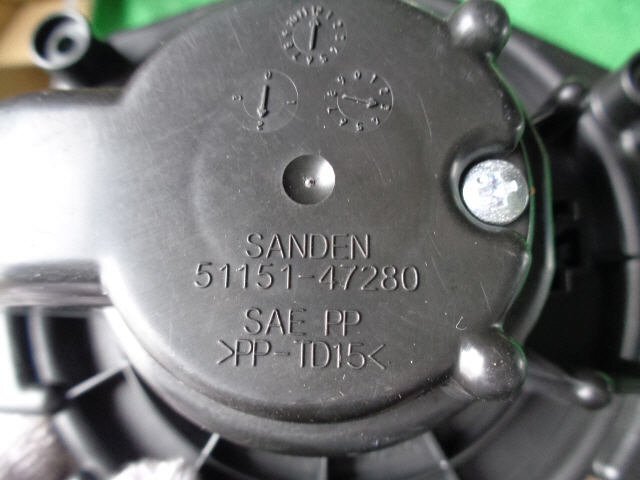 SANDEN
51151-47280
SAE PP
>PP-TD15<